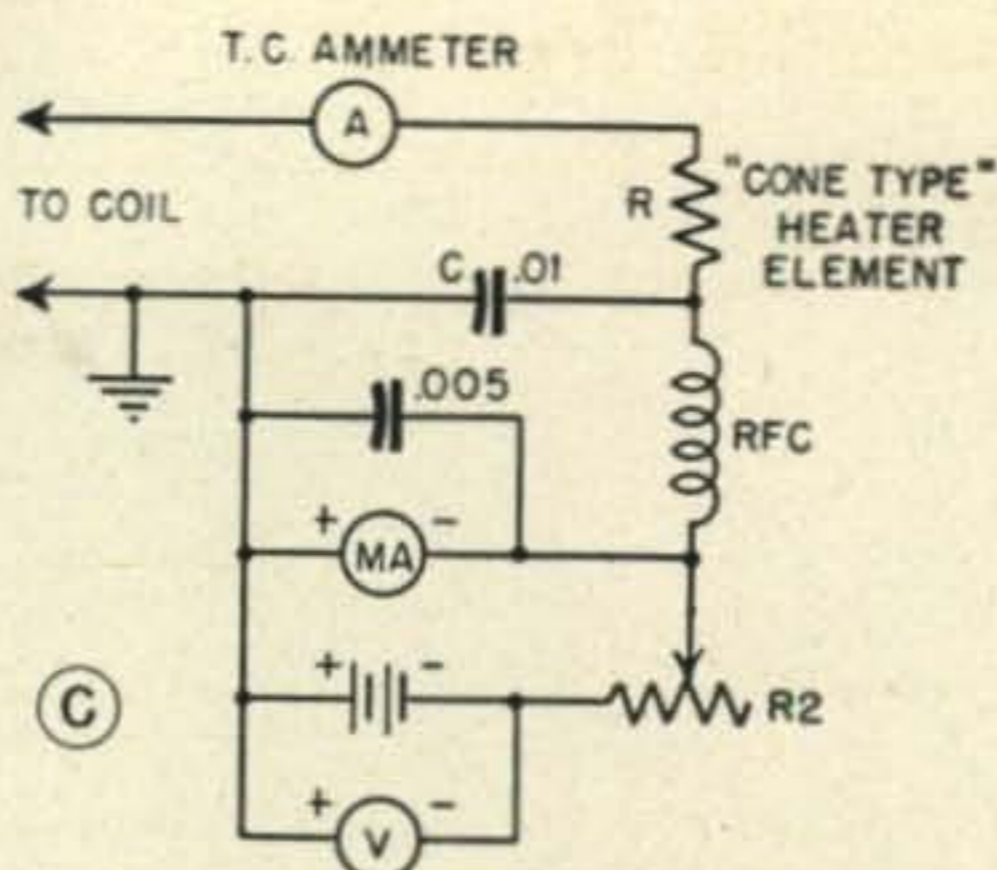 T.C. AMMETER
A
TO COIL
R
"CONE TYPE"
HEATER
ELEMENT
C .01
.005
RFC
+ MA -
+ -
C
R2
+ V -